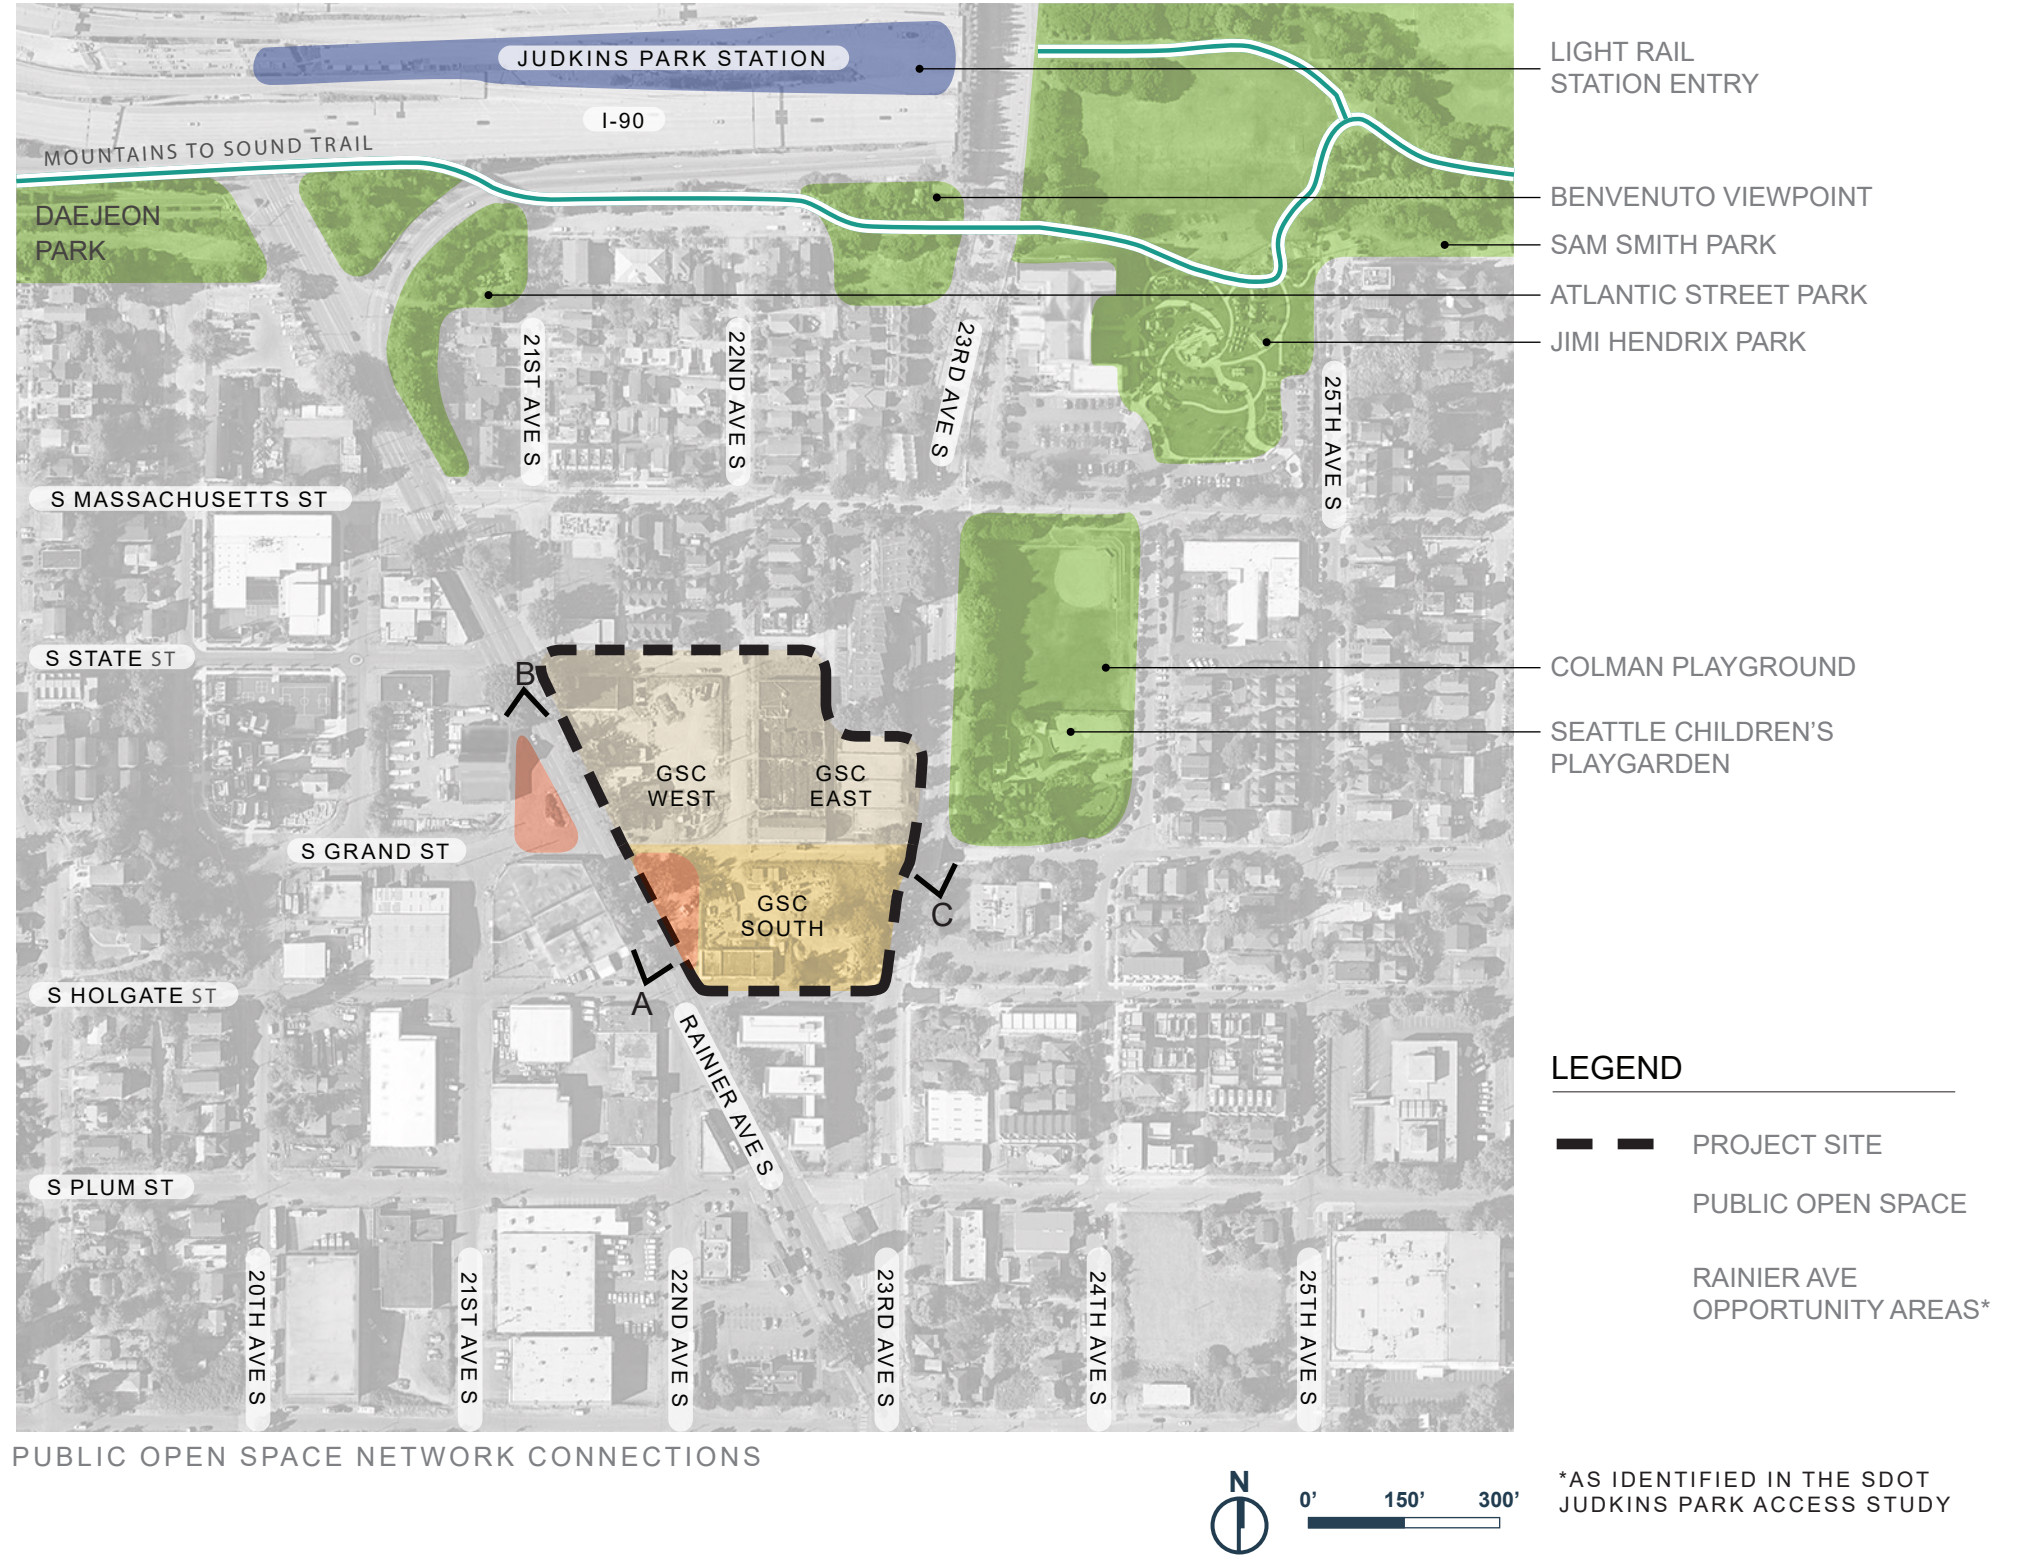 JUDKINS PARK STATION
LIGHT RAIL
STATION ENTRY
I-90
MOUNTAINS TO SOUND TRAIL
DAEJEON
PARK
BENVENUTO VIEWPOINT
SAM SMITH PARK
ATLANTIC STREET PARK
JIMI HENDRIX PARK
21ST AVE S
22ND AVE S
23RD AVE S
25TH AVE S
S MASSACHUSETTS ST
S STATE ST
B
COLMAN PLAYGROUND
SEATTLE CHILDREN'S
PLAYGARDEN
GSC
WEST
GSC
EAST
S GRAND ST
GSC
SOUTH
C
S HOLGATE ST
A
RAINIER AVE S
S PLUM ST
20TH AVE S
21ST AVE S
22ND AVE S
23RD AVE S
24TH AVE S
25TH AVE S
LEGEND
PROJECT SITE
PUBLIC OPEN SPACE
RAINIER AVE
OPPORTUNITY AREAS*
PUBLIC OPEN SPACE NETWORK CONNECTIONS
N
0' 150' 300'
*AS IDENTIFIED IN THE SDOT
JUDKINS PARK ACCESS STUDY